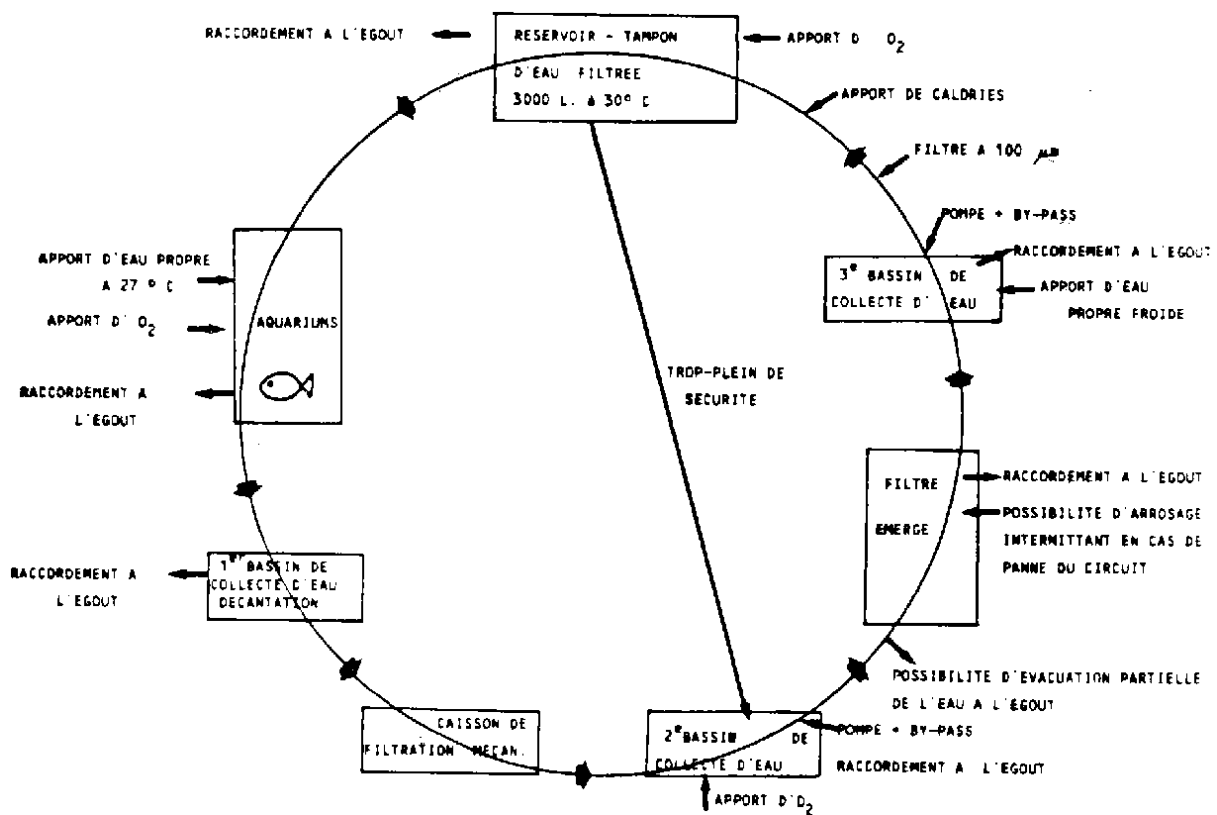 RACCORDEMENT A L'EGOUT
RESERVOIR - TAMPON
D'EAU FILTREE
3000 L. à 30° C
APPORT D' O2
APPORT DE CALORIES
FILTRE A 100 µm
POMPE + BY-PASS
RACCORDEMENT A L'EGOUT
3e BASSIN DE
COLLECTE D'EAU
APPORT D'EAU
PROPRE FROIDE
APPORT D'EAU PROPRE
A 27 ° C
APPORT D' O2
AQUARIUMS
RACCORDEMENT A
L'EGOUT
TROP-PLEIN DE
SECURITE
FILTRE
EMERGE
RACCORDEMENT A L'EGOUT
POSSIBILITE D'ARROSAGE
INTERMITTANT EN CAS DE
PANNE DU CIRCUIT
RACCORDEMENT A
L'EGOUT
1er BASSIN DE
COLLECTE D'EAU
DECANTATION
POSSIBILITE D'EVACUATION PARTIELLE
DE L'EAU A L'EGOUT
CAISSON DE
FILTRATION MECAN.
2e BASSIN DE
COLLECTE D'EAU
POMPE + BY-PASS
RACCORDEMENT A L'EGOUT
APPORT D'O2